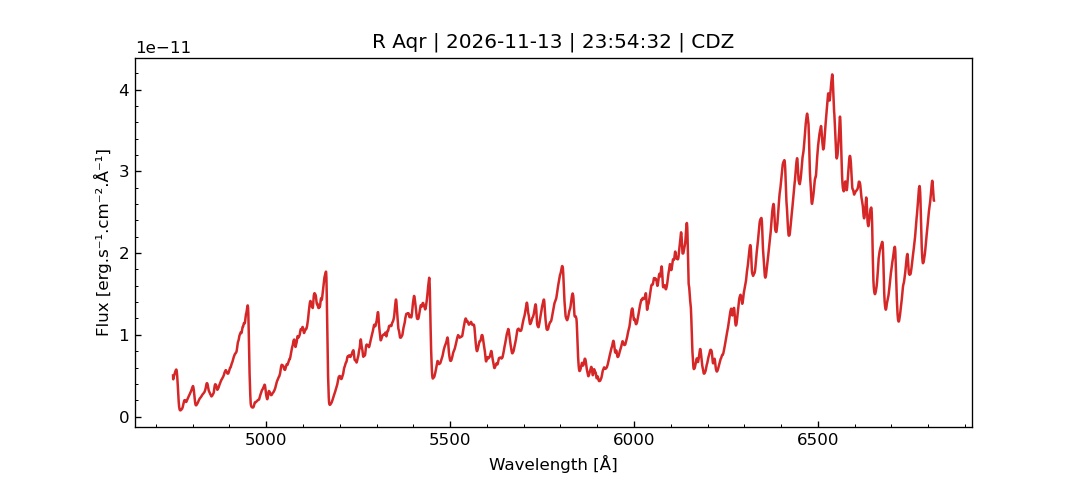 R Aqr | 2026-11-13 | 23:54:32 | CDZ
1e−11
4
3
2
1
0
Flux [erg.s⁻¹.cm⁻².Å⁻¹]
5000 5500 6000 6500
Wavelength [Å]